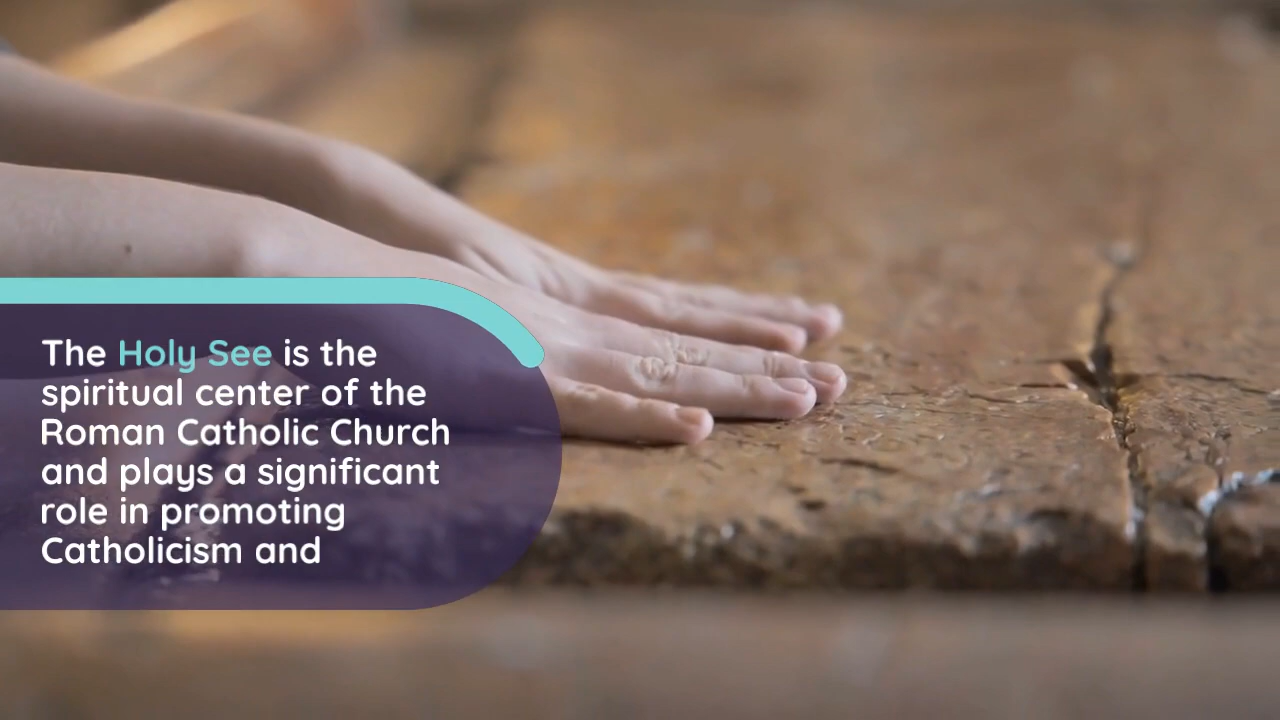 The Holy See is the
spiritual center of the
Roman Catholic Church
and plays a significant
role in promoting
Catholicism and